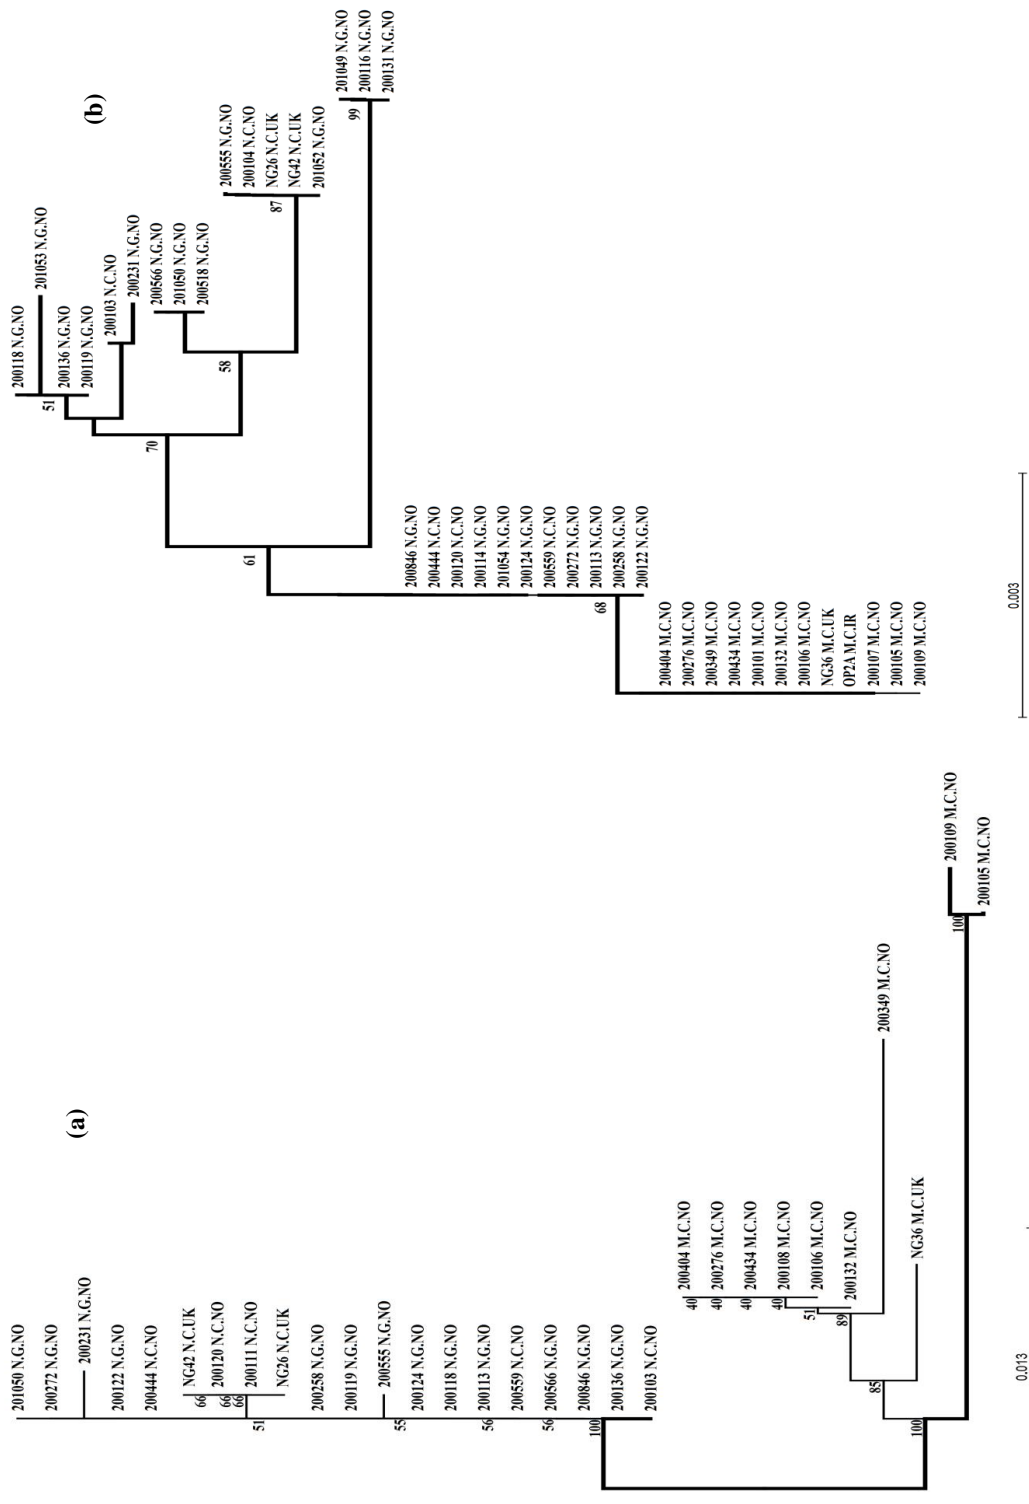 (a)
201050 N.G.NO
200272 N.G.NO
200231 N.G.NO
200122 N.G.NO
200444 N.C.NO
NG42 N.C.UK
66
200120 N.C.NO
66
200111 N.C.NO
66
NG26 N.C.UK
51
200258 N.G.NO
200119 N.G.NO
200555 N.G.NO
55
200124 N.G.NO
200118 N.G.NO
200113 N.G.NO
56
200559 N.C.NO
200566 N.G.NO
56
200846 N.G.NO
100
200136 N.G.NO
200103 N.C.NO
200404 M.C.NO
40
200276 M.C.NO
40
200434 M.C.NO
40
200108 M.C.NO
40
200106 M.C.NO
51
200132 M.C.NO
89
200349 M.C.NO
85
NG36 M.C.UK
100
200109 M.C.NO
100
200105 M.C.NO
0.013
(b)
200118 N.G.NO
201053 N.G.NO
51
200136 N.G.NO
200119 N.G.NO
200103 N.C.NO
200231 N.G.NO
70
200566 N.G.NO
201050 N.G.NO
200518 N.G.NO
58
200555 N.G.NO
200104 N.C.NO
NG26 N.C.UK
87
NG42 N.C.UK
201052 N.G.NO
61
201049 N.G.NO
99
200116 N.G.NO
200131 N.G.NO
200846 N.G.NO
200444 N.C.NO
200120 N.C.NO
200114 N.G.NO
201054 N.G.NO
200124 N.G.NO
200559 N.C.NO
200272 N.G.NO
200113 N.G.NO
68
200258 N.G.NO
200122 N.G.NO
200404 M.C.NO
200276 M.C.NO
200349 M.C.NO
200434 M.C.NO
200101 M.C.NO
200132 M.C.NO
200106 M.C.NO
NG36 M.C.UK
OP2A M.C.IR
200107 M.C.NO
200105 M.C.NO
200109 M.C.NO
0.003